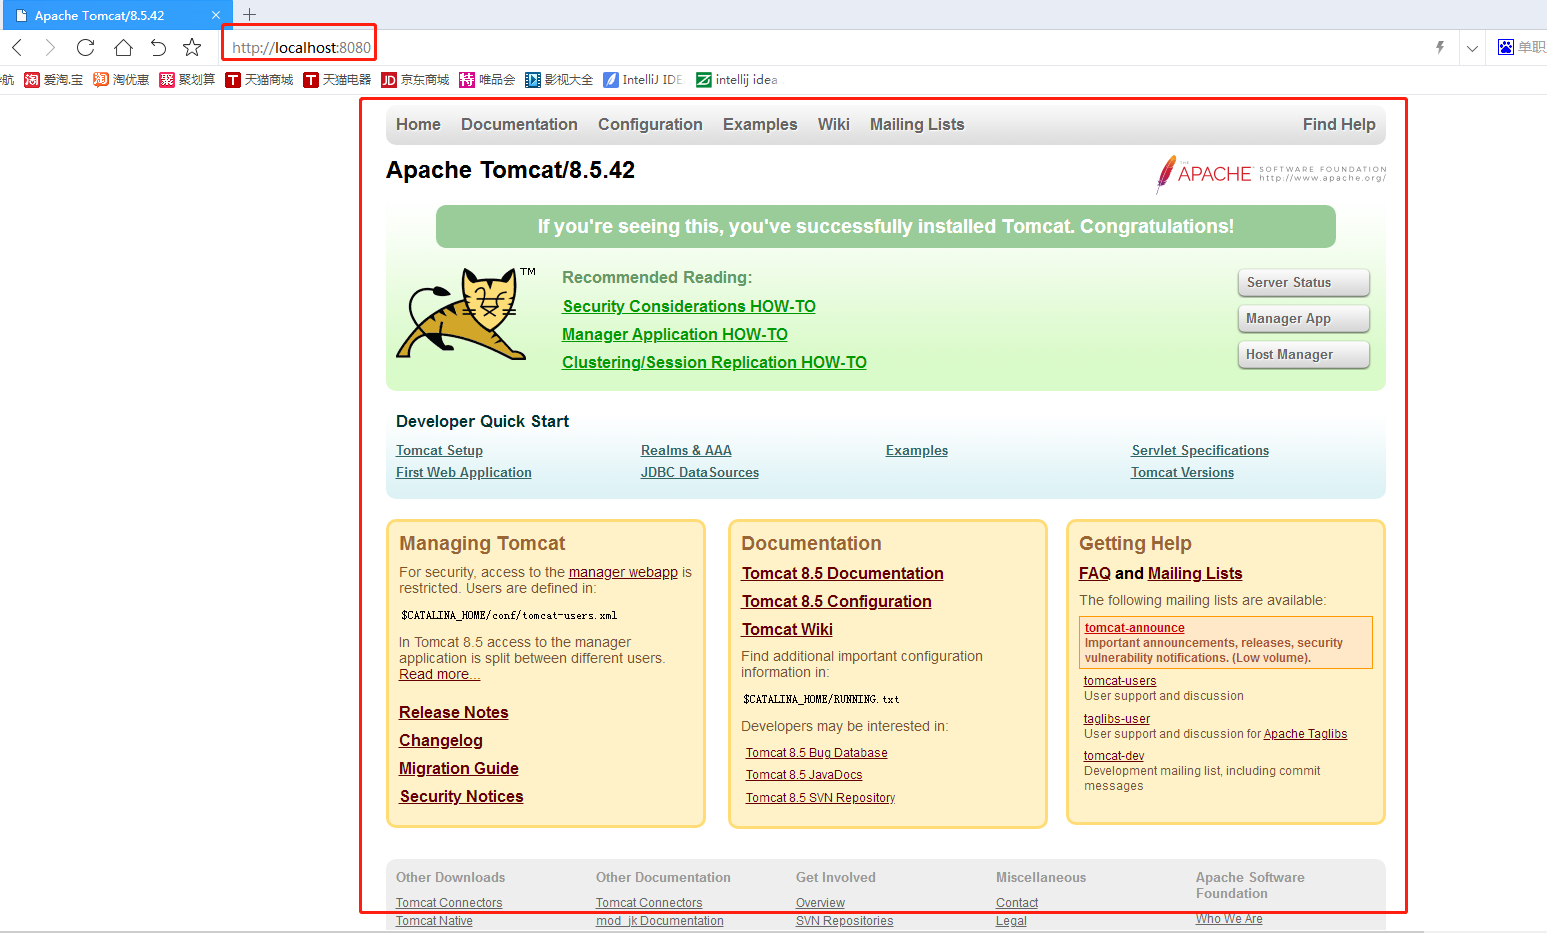 Apache Tomcat/8.5.42
http://localhost:8080
单职
航 爱淘.宝 淘优惠 聚划算 天猫商城 天猫电器 京东商城 唯品会 影视大全 IntelliJ IDE intellij idea
Home Documentation Configuration Examples Wiki Mailing Lists Find Help
Apache Tomcat/8.5.42
THE APACHE SOFTWARE FOUNDATION
http://www.apache.org/
If you're seeing this, you've successfully installed Tomcat. Congratulations!
TM
Recommended Reading:
Security Considerations HOW-TO
Manager Application HOW-TO
Clustering/Session Replication HOW-TO
Server Status
Manager App
Host Manager
Developer Quick Start
Tomcat Setup
First Web Application
Realms & AAA
JDBC DataSources
Examples
Servlet Specifications
Tomcat Versions
Managing Tomcat
For security, access to the manager webapp is
restricted. Users are defined in:
$CATALINA_HOME/conf/tomcat-users.xml
In Tomcat 8.5 access to the manager
application is split between different users.
Read more...
Release Notes
Changelog
Migration Guide
Security Notices
Documentation
Tomcat 8.5 Documentation
Tomcat 8.5 Configuration
Tomcat Wiki
Find additional important configuration
information in:
$CATALINA_HOME/RUNNING.txt
Developers may be interested in:
Tomcat 8.5 Bug Database
Tomcat 8.5 JavaDocs
Tomcat 8.5 SVN Repository
Getting Help
FAQ and Mailing Lists
The following mailing lists are available:
tomcat-announce
Important announcements, releases, security
vulnerability notifications. (Low volume).
tomcat-users
User support and discussion
taglibs-user
User support and discussion for Apache Taglibs
tomcat-dev
Development mailing list, including commit
messages
Other Downloads
Tomcat Connectors
Tomcat Native
Other Documentation
Tomcat Connectors
mod_jk Documentation
Get Involved
Overview
SVN Repositories
Miscellaneous
Contact
Legal
Apache Software
Foundation
Who We Are